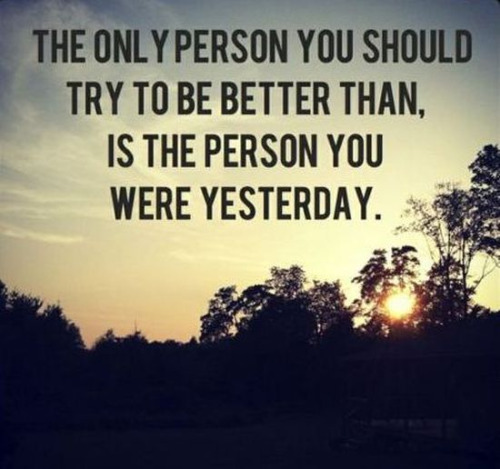 THE ONLY PERSON YOU SHOULD
TRY TO BE BETTER THAN,
IS THE PERSON YOU
WERE YESTERDAY.